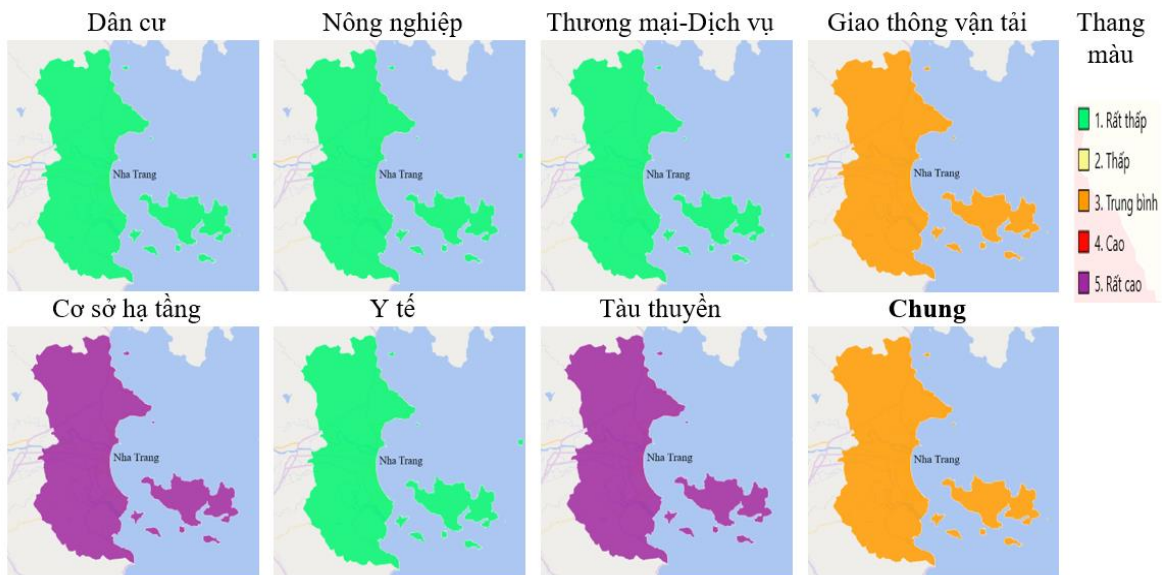 Dân cư
Nông nghiệp
Thương mại-Dịch vụ
Giao thông vận tải
Thang
màu
Nha Trang
Nha Trang
Nha Trang
Nha Trang
1. Rất thấp
2. Thấp
3. Trung bình
4. Cao
5. Rất cao
Cơ sở hạ tầng
Y tế
Tàu thuyền
Chung
Nha Trang
Nha Trang
Nha Trang
Nha Trang